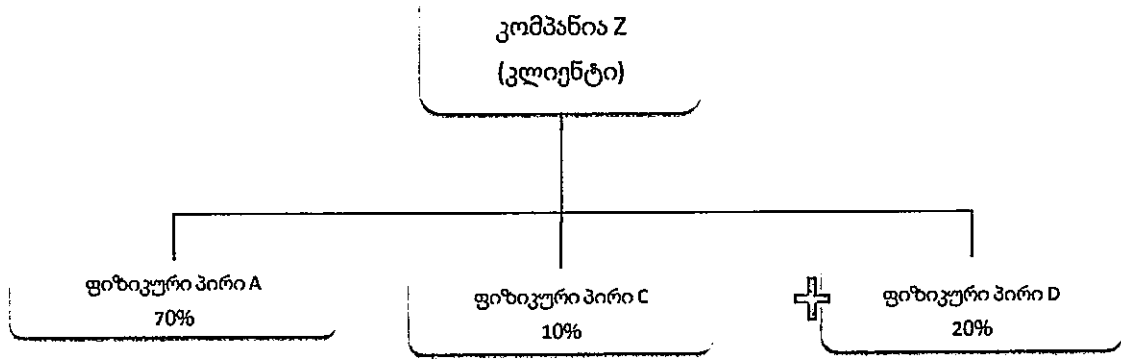 კომპანია Z
(კლიენტი)
ფიზიკური პირი A
70%
ფიზიკური პირი C
10%
ფიზიკური პირი D
20%